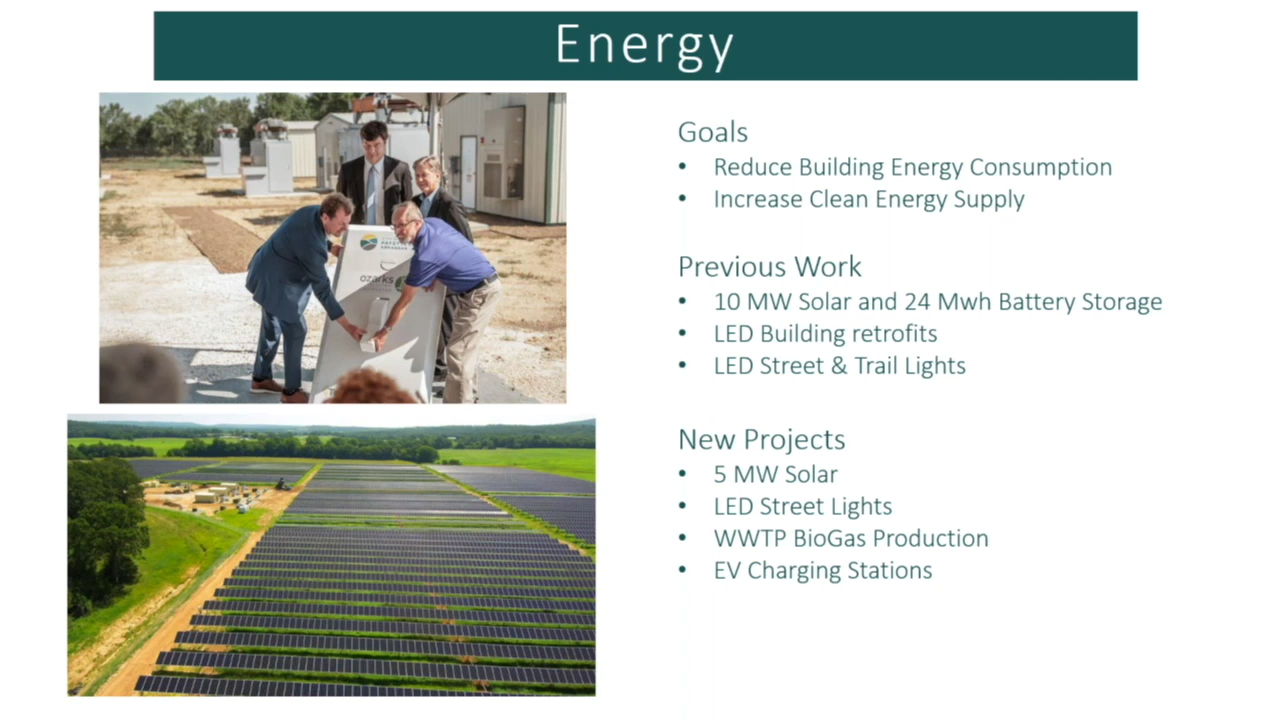 Energy
ozarks
Goals
• Reduce Building Energy Consumption
• Increase Clean Energy Supply
Previous Work
• 10 MW Solar and 24 Mwh Battery Storage
• LED Building retrofits
• LED Street & Trail Lights
New Projects
• 5 MW Solar
• LED Street Lights
• WWTP BioGas Production
• EV Charging Stations